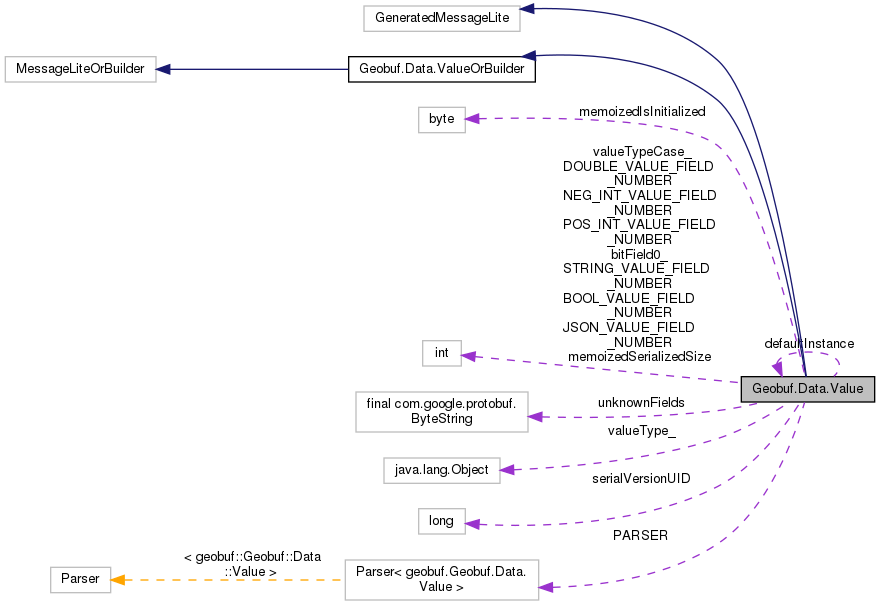 GeneratedMessageLite
MessageLiteOrBuilder
Geobuf.Data.ValueOrBuilder
byte
memoizedIsInitialized
valueTypeCase_
DOUBLE_VALUE_FIELD
_NUMBER
NEG_INT_VALUE_FIELD
_NUMBER
POS_INT_VALUE_FIELD
_NUMBER
bitField0_
STRING_VALUE_FIELD
_NUMBER
BOOL_VALUE_FIELD
_NUMBER
JSON_VALUE_FIELD
_NUMBER
memoizedSerializedSize
int
defaultInstance
Geobuf.Data.Value
final com.google.protobuf.
ByteString
unknownFields
valueType_
java.lang.Object
serialVersionUID
long
PARSER
< geobuf::Geobuf::Data
::Value >
Parser
Parser< geobuf.Geobuf.Data.
Value >